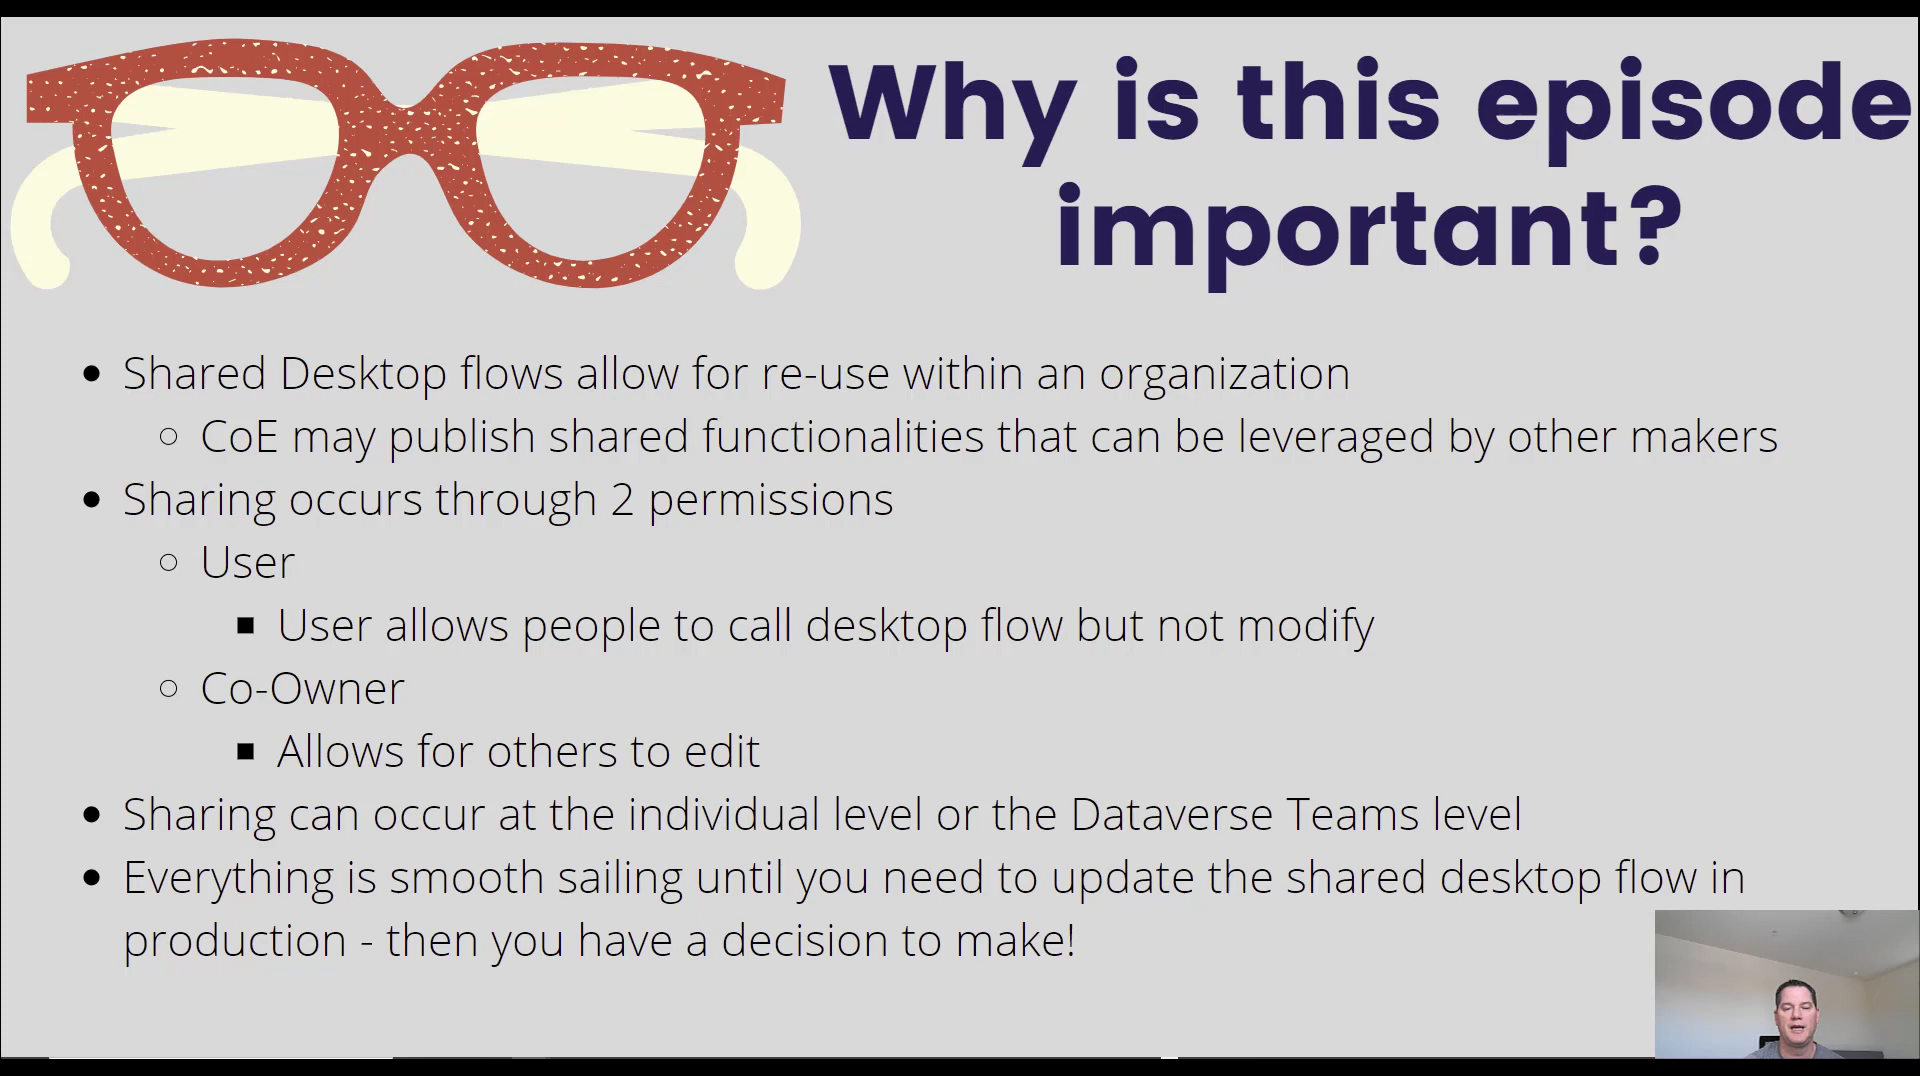 Why is this episode
important?
• Shared Desktop flows allow for re-use within an organization
○ CoE may publish shared functionalities that can be leveraged by other makers
• Sharing occurs through 2 permissions
○ User
■ User allows people to call desktop flow but not modify
○ Co-Owner
■ Allows for others to edit
• Sharing can occur at the individual level or the Dataverse Teams level
• Everything is smooth sailing until you need to update the shared desktop flow in
production - then you have a decision to make!